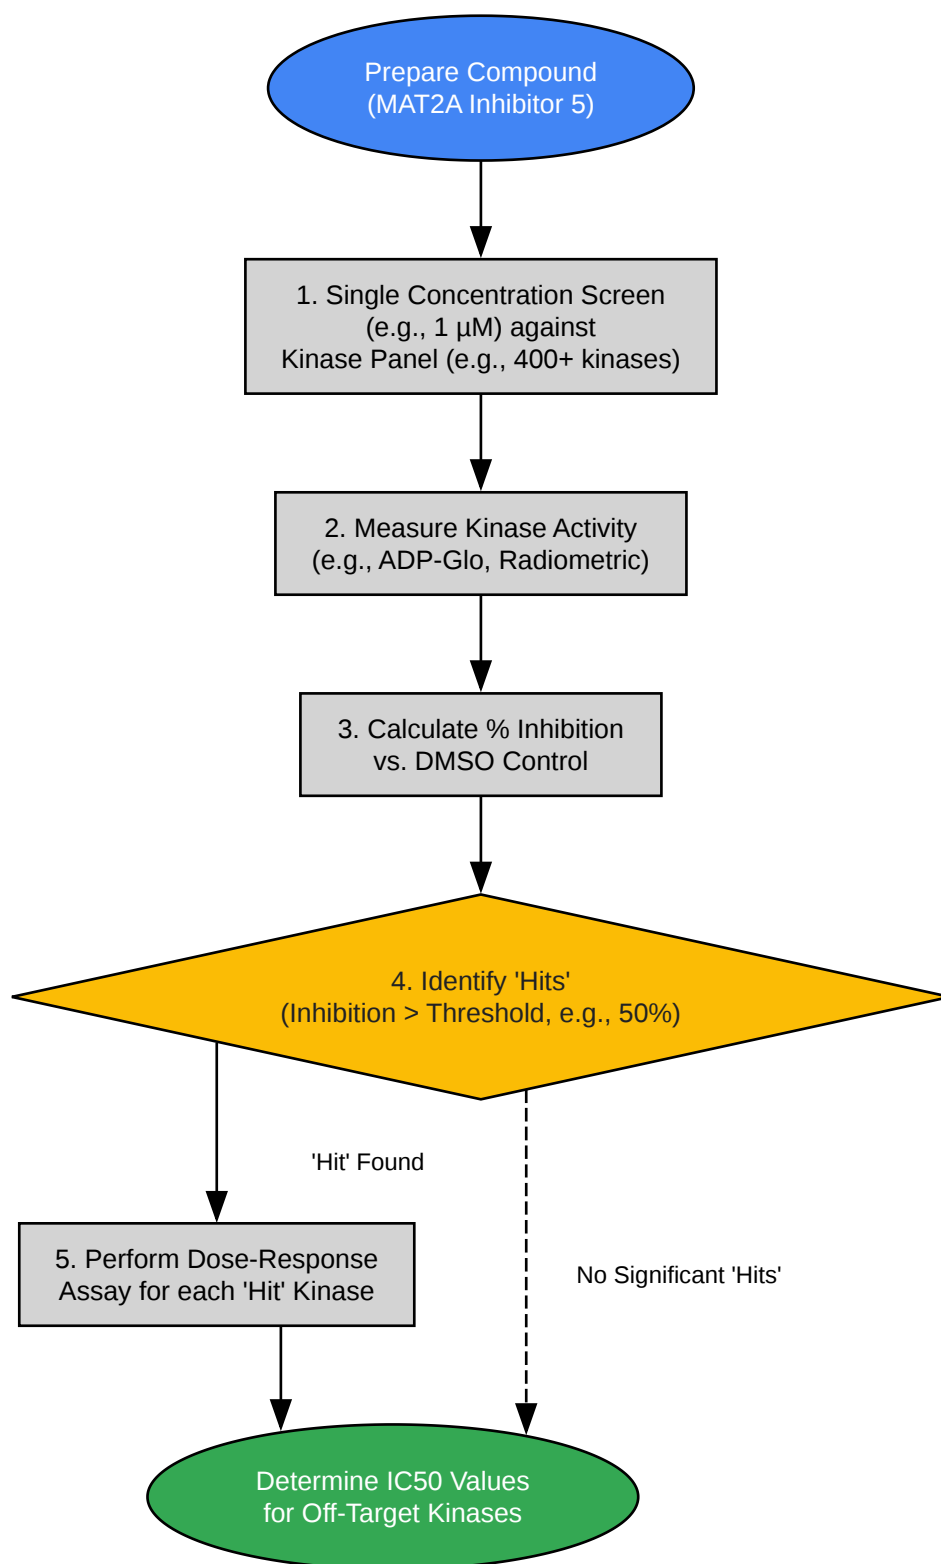 Prepare Compound
(MAT2A Inhibitor 5)
1. Single Concentration Screen
(e.g., 1 µM) against
Kinase Panel (e.g., 400+ kinases)
2. Measure Kinase Activity
(e.g., ADP-Glo, Radiometric)
3. Calculate % Inhibition
vs. DMSO Control
4. Identify 'Hits'
(Inhibition > Threshold, e.g., 50%)
'Hit' Found
5. Perform Dose-Response
Assay for each 'Hit' Kinase
No Significant 'Hits'
Determine IC50 Values
for Off-Target Kinases